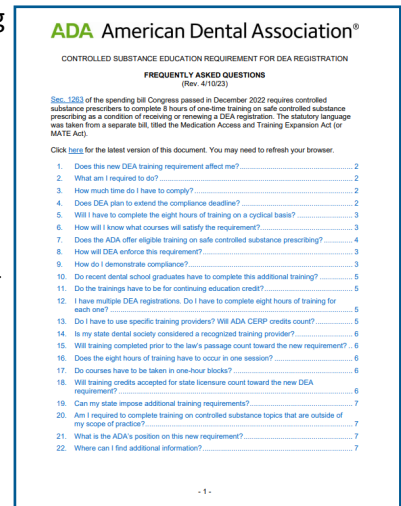 g
ADA American Dental Association®
CONTROLLED SUBSTANCE EDUCATION REQUIREMENT FOR DEA REGISTRATION
FREQUENTLY ASKED QUESTIONS
(Rev. 4/10/23)
Sec. 1263 of the spending bill Congress passed in December 2022 requires controlled
substance prescribers to complete 8 hours of one-time training on safe controlled substance
prescribing as a condition of receiving or renewing a DEA registration. The statutory language
was taken from a separate bill, titled the Medication Access and Training Expansion Act (or
MATE Act).
Click here for the latest version of this document. You may need to refresh your browser.
1. Does this new DEA training requirement affect me? 2
2. What am I required to do? 2
3. How much time do I have to comply? 2
4. Does DEA plan to extend the compliance deadline? 2
5. Will I have to complete the eight hours of training on a cyclical basis? 3
6. How will I know what courses will satisfy the requirement? 3
7. Does the ADA offer eligible training on safe controlled substance prescribing? 4
8. How will DEA enforce this requirement? 3
9. How do I demonstrate compliance? 3
10. Do recent dental school graduates have to complete this additional training? 5
11. Do the trainings have to be for continuing education credit? 5
12. I have multiple DEA registrations. Do I have to complete eight hours of training for
each one? 5
13. Do I have to use specific training providers? Will ADA CERP credits count? 5
14. Is my state dental society considered a recognized training provider? 6
15. Will training completed prior to the law's passage count toward the new requirement? .. 6
16. Does the eight hours of training have to occur in one session? 6
17. Do courses have to be taken in one-hour blocks? 6
18. Will training credits accepted for state licensure count toward the new DEA
requirement? 6
19. Can my state impose additional training requirements? 7
20. Am I required to complete training on controlled substance topics that are outside of
my scope of practice? 7
21. What is the ADA's position on this new requirement? 7
22. Where can I find additional information? 7
- 1 -